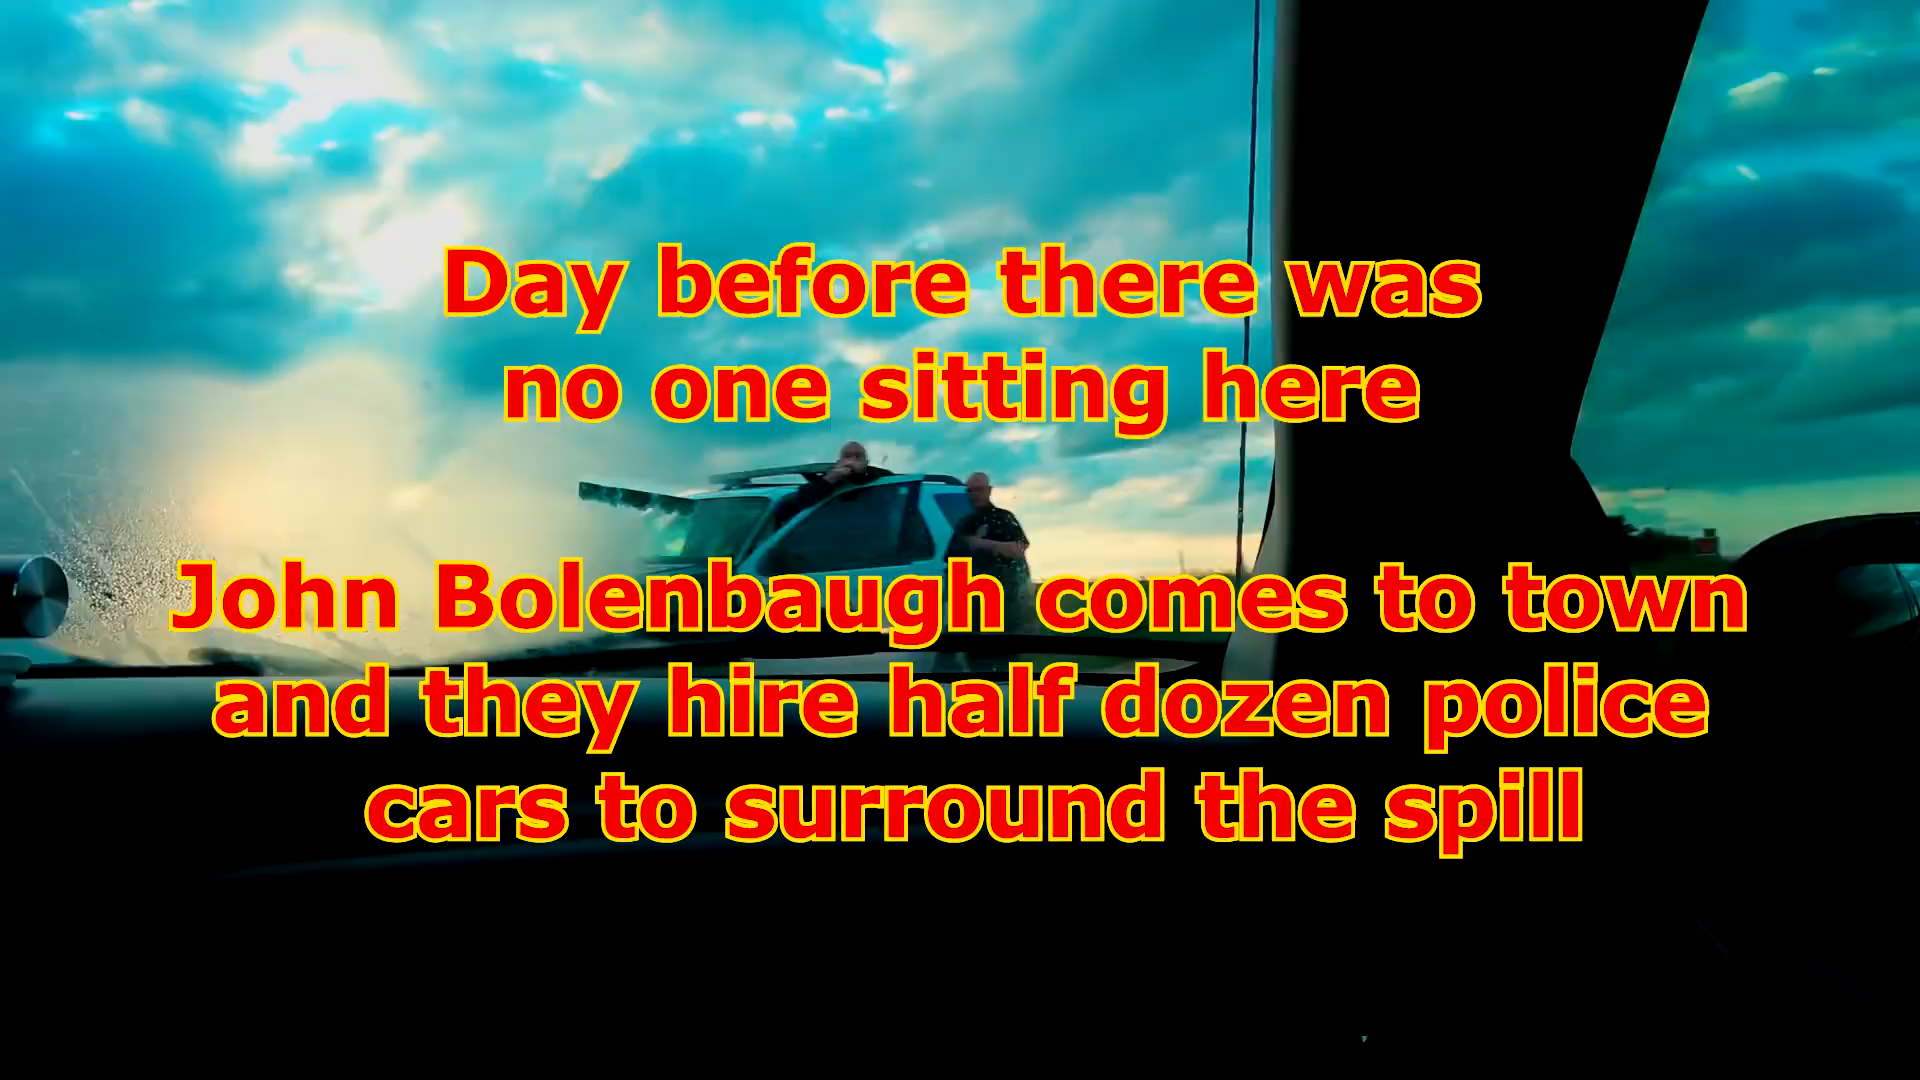 Day before there was
no one sitting here
John Bolenbaugh comes to town
and they hire half dozen police
cars to surround the spill